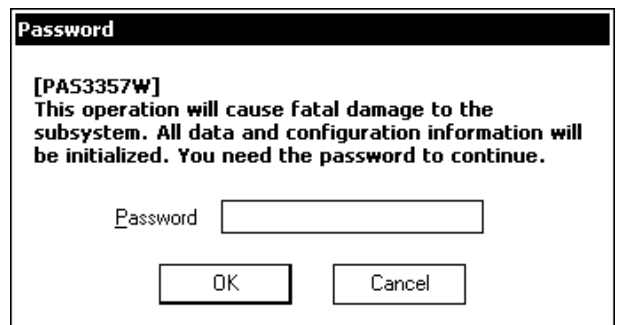 Password
[PAS3357W]
This operation will cause fatal damage to the
subsystem. All data and configuration information will
be initialized. You need the password to continue.
Password
OK
Cancel